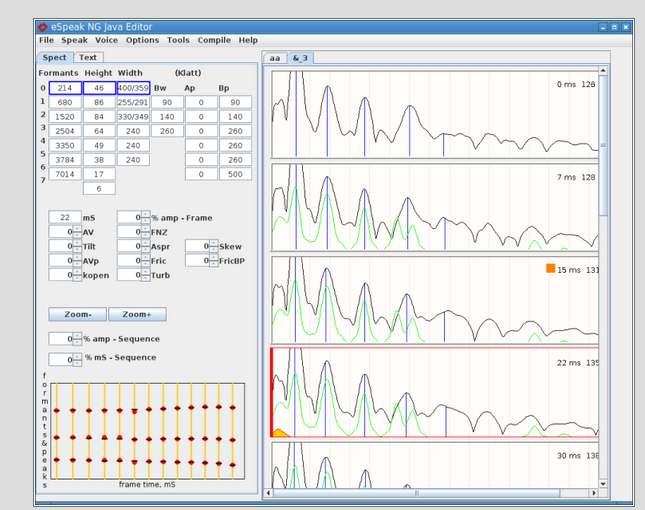 eSpeak NG Java Editor
File Speak Voice Options Tools Compile Help
Spect Text
Formants Height Width (Klatt)
0 214 46 400/359 Bw Ap Bp
1 680 86 255/291 90 0 90
2 1520 84 330/349 140 0 140
3 2504 64 240 260 0 260
4 3350 49 240 0 260
5 3784 38 240 0 260
6 7014 17 0 500
7 6
22 mS 0 % amp - Frame
0 AV 0 FNZ
0 Tilt 0 Aspr 0 Skew
0 AVp 0 Fric 0 FricBP
0 kopen 0 Turb
Zoom- Zoom+
0 % amp - Sequence
0 % mS - Sequence
formants&peaks
frame time, mS
aa &_3
0 ms 126
7 ms 128
15 ms 131
22 ms 135
30 ms 138